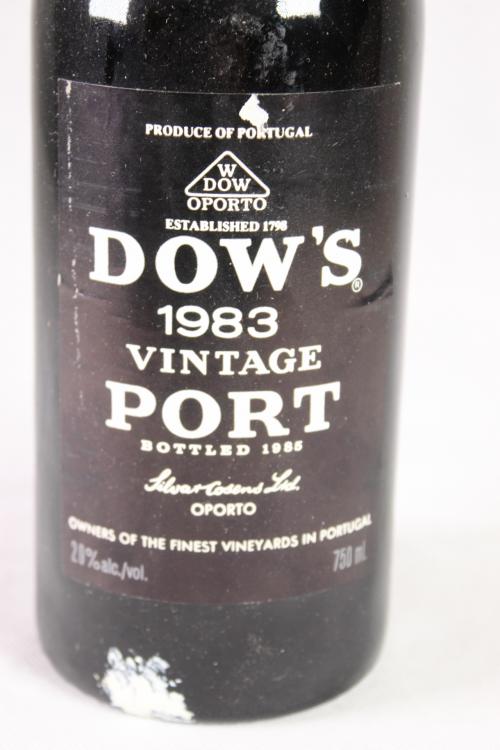 PRODUCE OF PORTUGAL
W
DOW
OPORTO
ESTABLISHED 1798
DOW'S®
1983
VINTAGE
PORT
BOTTLED 1985
Silva & Cosens Ltd.
OPORTO
OWNERS OF THE FINEST VINEYARDS IN PORTUGAL
20% alc./vol.
750 ml